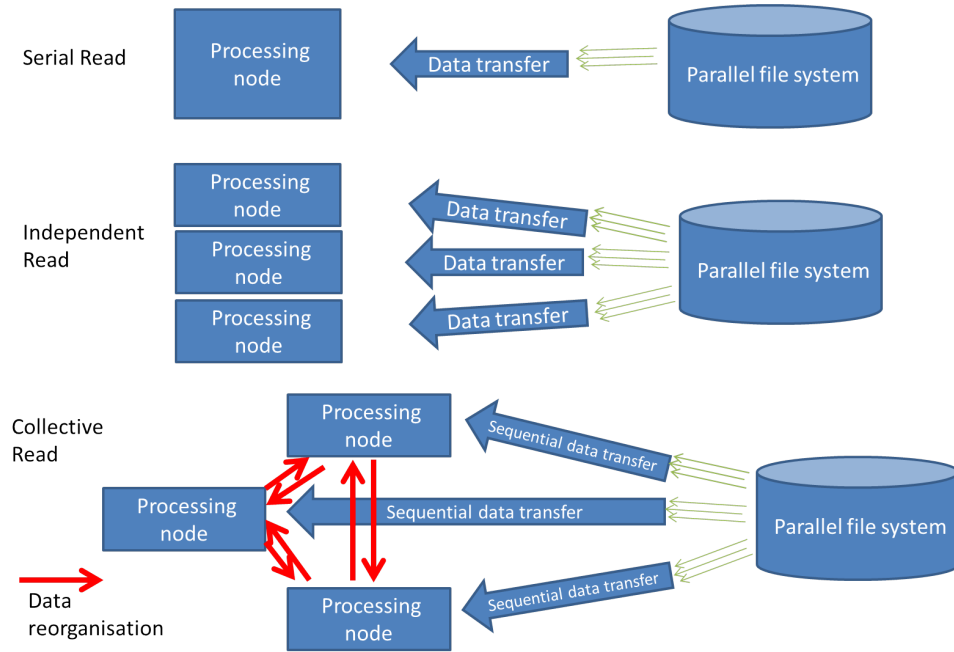 Serial Read
Processing
node
Data transfer
Parallel file system
Independent
Read
Processing
node
Processing
node
Processing
node
Data transfer
Data transfer
Data transfer
Parallel file system
Collective
Read
Processing
node
Processing
node
Processing
node
Sequential data transfer
Sequential data transfer
Sequential data transfer
Parallel file system
Data
reorganisation